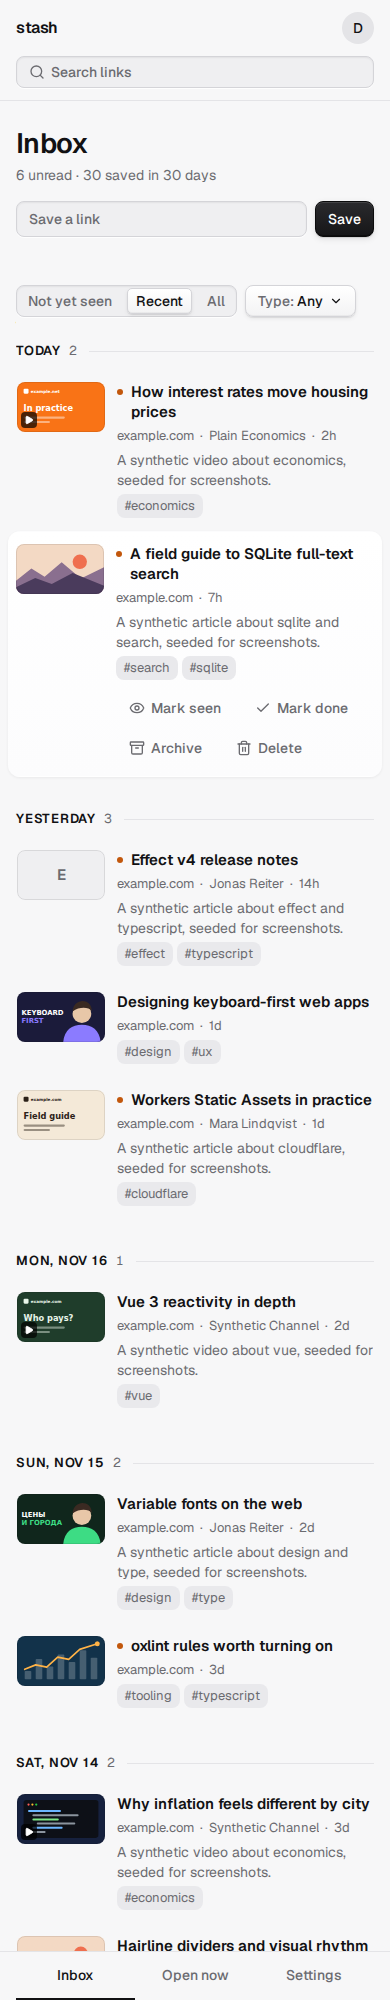 stash
D
Search links
Inbox
6 unread · 30 saved in 30 days
Save a link
Save
Not yet seen
Recent
All
Type: Any
TODAY 2
example.net
In practice
How interest rates move housing
prices
example.com · Plain Economics · 2h
A synthetic video about economics,
seeded for screenshots.
#economics
A field guide to SQLite full-text
search
example.com · 7h
A synthetic article about sqlite and
search, seeded for screenshots.
#search
#sqlite
Mark seen
Mark done
Archive
Delete
YESTERDAY 3
E
Effect v4 release notes
example.com · Jonas Reiter · 14h
A synthetic article about effect and
typescript, seeded for screenshots.
#effect
#typescript
KEYBOARD
FIRST
Designing keyboard-first web apps
example.com · 1d
#design
#ux
example.com
Field guide
Workers Static Assets in practice
example.com · Mara Lindqvist · 1d
A synthetic article about cloudflare,
seeded for screenshots.
#cloudflare
MON, NOV 16 1
example.com
Who pays?
Vue 3 reactivity in depth
example.com · Synthetic Channel · 2d
A synthetic video about vue, seeded for
screenshots.
#vue
SUN, NOV 15 2
ЦЕНЫ
И ГОРОДА
Variable fonts on the web
example.com · Jonas Reiter · 2d
A synthetic article about design and
type, seeded for screenshots.
#design
#type
oxlint rules worth turning on
example.com · 3d
#tooling
#typescript
SAT, NOV 14 2
Why inflation feels different by city
example.com · Synthetic Channel · 3d
A synthetic video about economics,
seeded for screenshots.
#economics
Hairline dividers and visual rhythm
Inbox
Open now
Settings